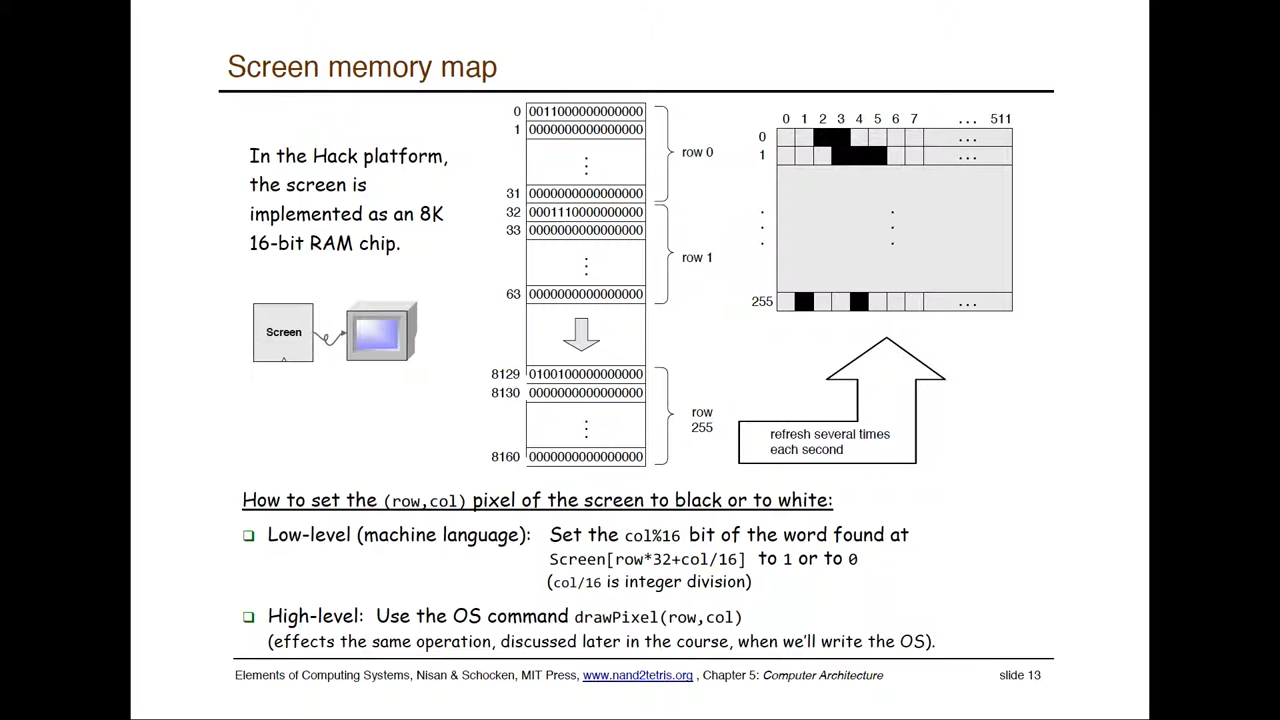 Screen memory map
In the Hack platform,
the screen is
implemented as an 8K
16-bit RAM chip.
Screen
0 0011000000000000
1 0000000000000000
31 0000000000000000
row 0
32 0001110000000000
33 0000000000000000
63 0000000000000000
row 1
8129 0100100000000000
8130 0000000000000000
8160 0000000000000000
row
255
0 1 2 3 4 5 6 7 ... 511
0 ...
1 ...
255 ...
refresh several times
each second
How to set the (row,col) pixel of the screen to black or to white:
Low-level (machine language): Set the col%16 bit of the word found at
Screen[row*32+col/16] to 1 or to 0
(col/16 is integer division)
High-level: Use the OS command drawPixel(row,col)
(effects the same operation, discussed later in the course, when we'll write the OS).
Elements of Computing Systems, Nisan & Schocken, MIT Press, www.nand2tetris.org , Chapter 5: Computer Architecture slide 13